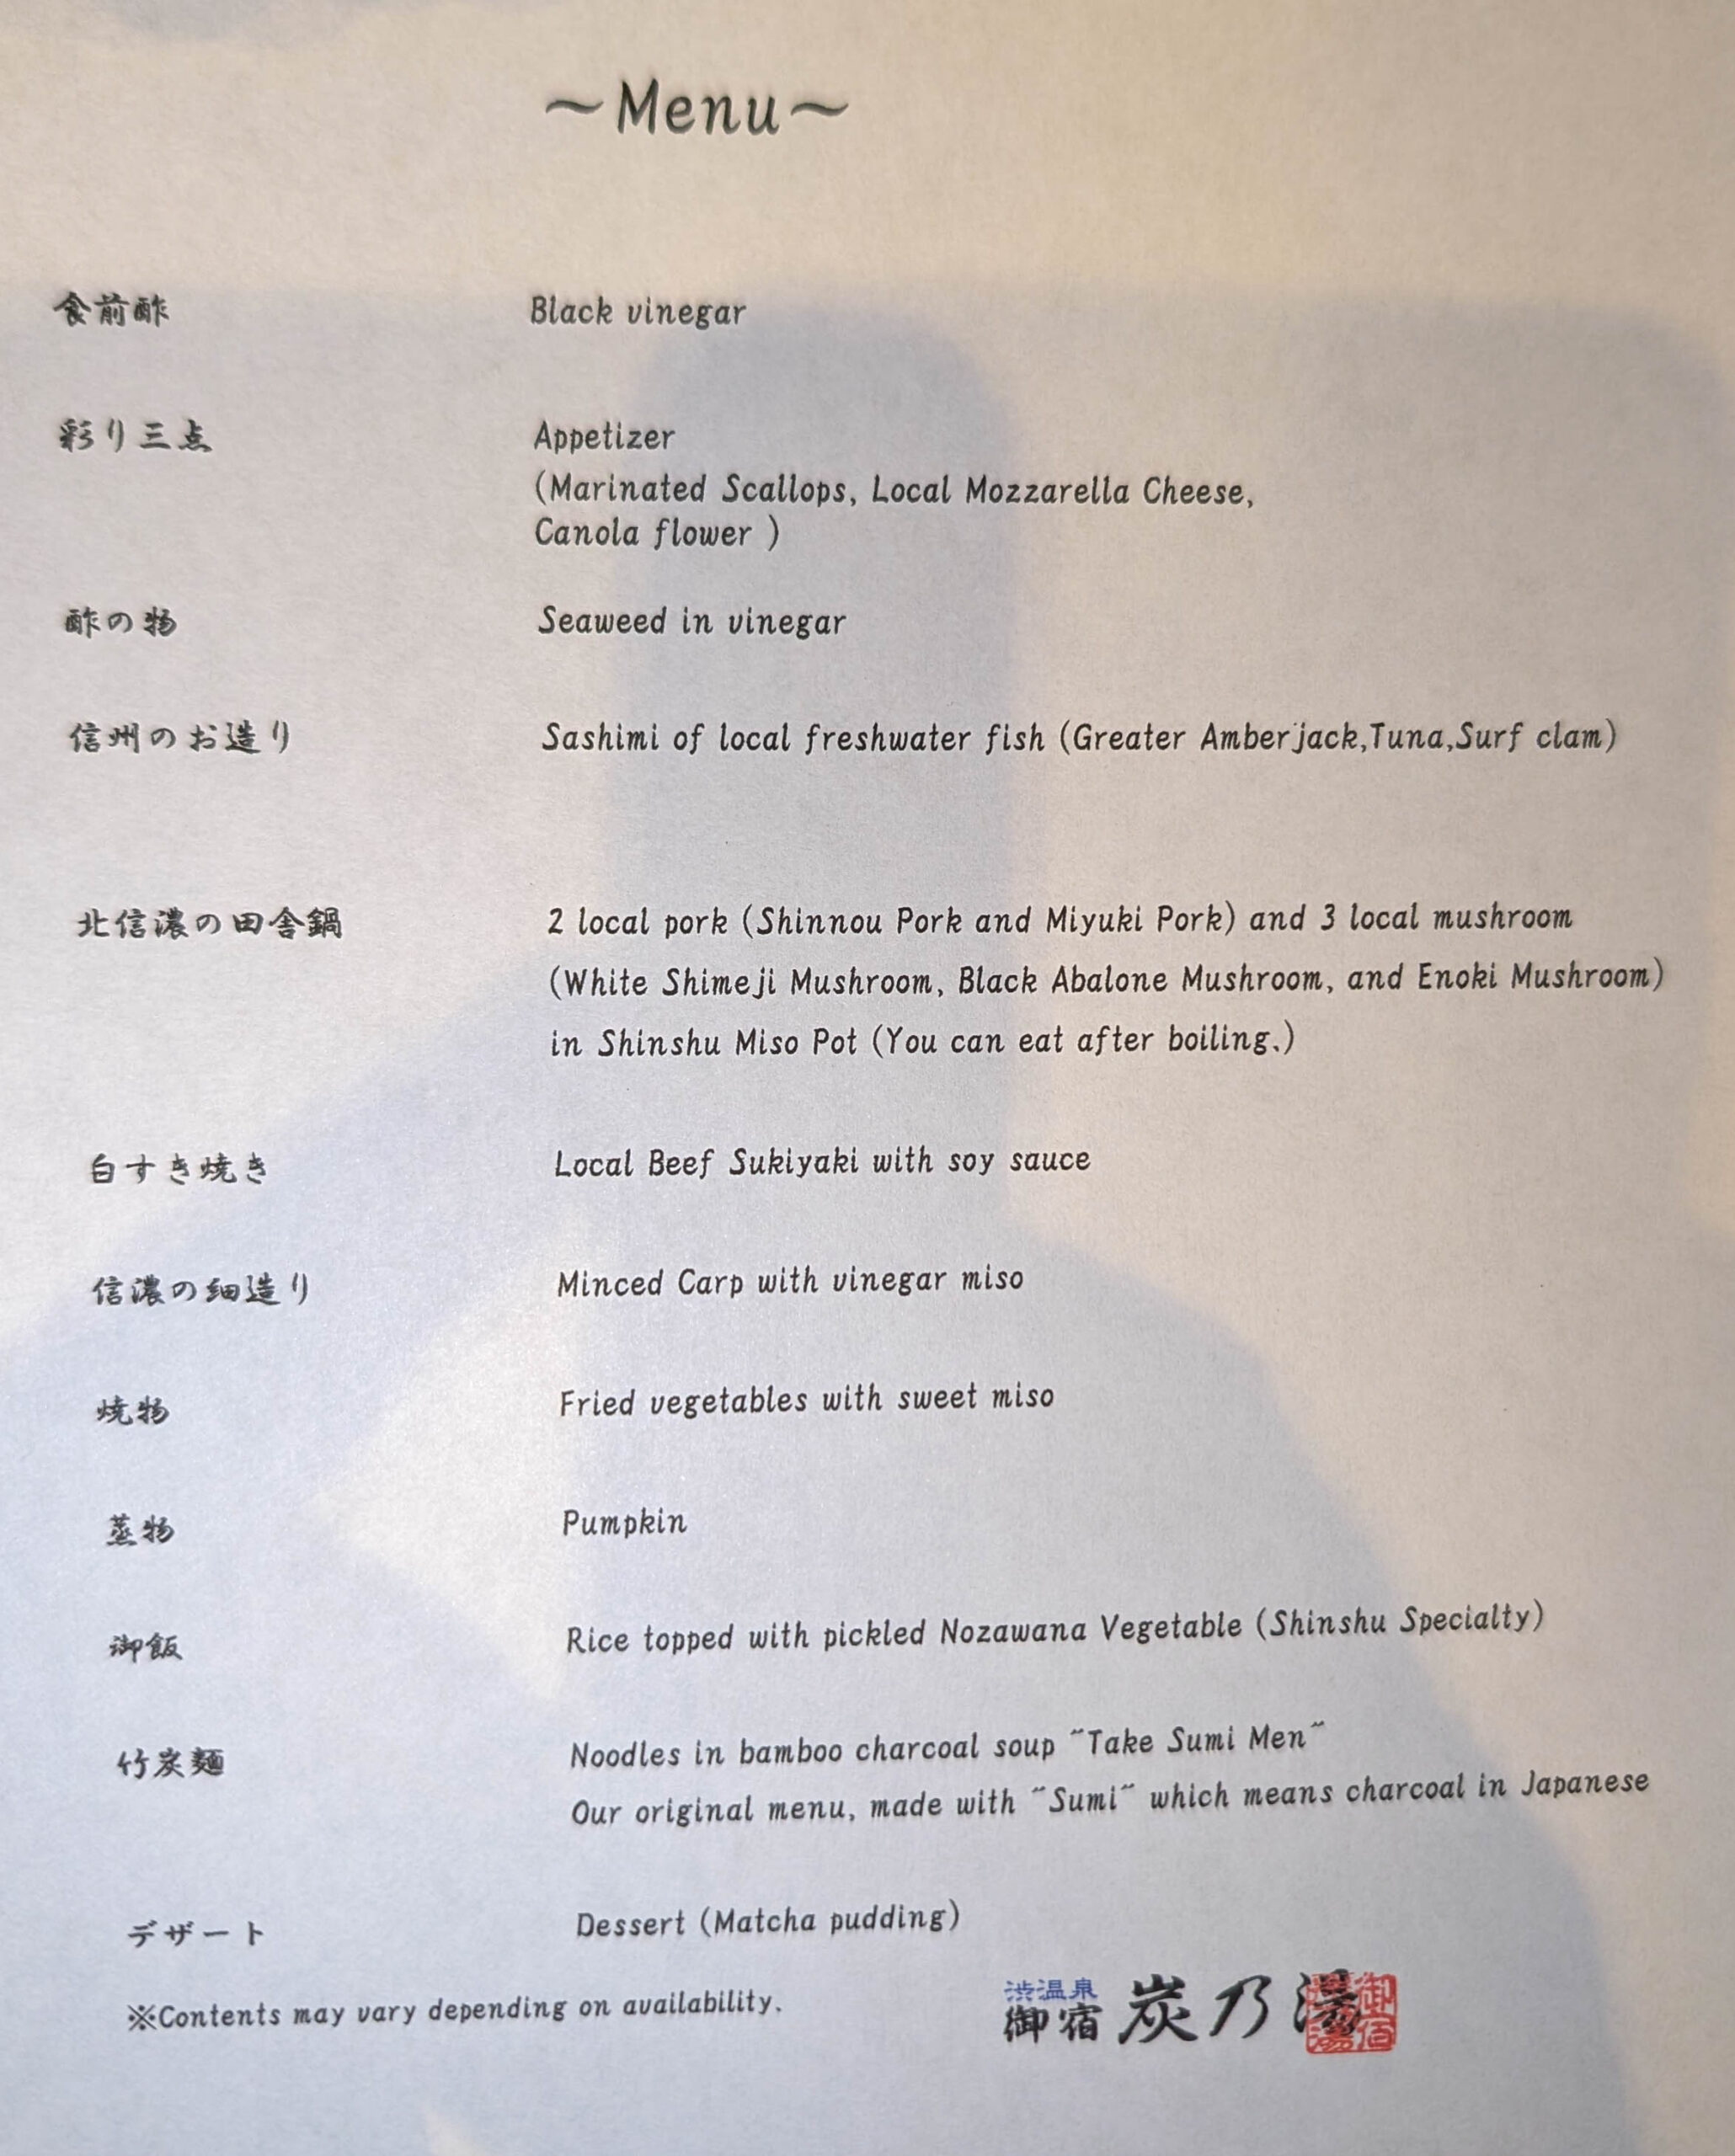 ～Menu～
食前酢 Black vinegar
彩り三点 Appetizer
(Marinated Scallops, Local Mozzarella Cheese,
Canola flower )
酢の物 Seaweed in vinegar
信州のお造り Sashimi of local freshwater fish (Greater Amberjack,Tuna,Surf clam)
北信濃の田舎鍋 2 local pork (Shinnou Pork and Miyuki Pork) and 3 local mushroom
(White Shimeji Mushroom, Black Abalone Mushroom, and Enoki Mushroom)
in Shinshu Miso Pot (You can eat after boiling.)
白すき焼き Local Beef Sukiyaki with soy sauce
信濃の細造り Minced Carp with vinegar miso
焼物 Fried vegetables with sweet miso
蒸物 Pumpkin
御飯 Rice topped with pickled Nozawana Vegetable (Shinshu Specialty)
竹炭麺 Noodles in bamboo charcoal soup "Take Sumi Men"
Our original menu, made with "Sumi" which means charcoal in Japanese
デザート Dessert (Matcha pudding)
※Contents may vary depending on availability.
渋温泉
御宿 炭乃湯